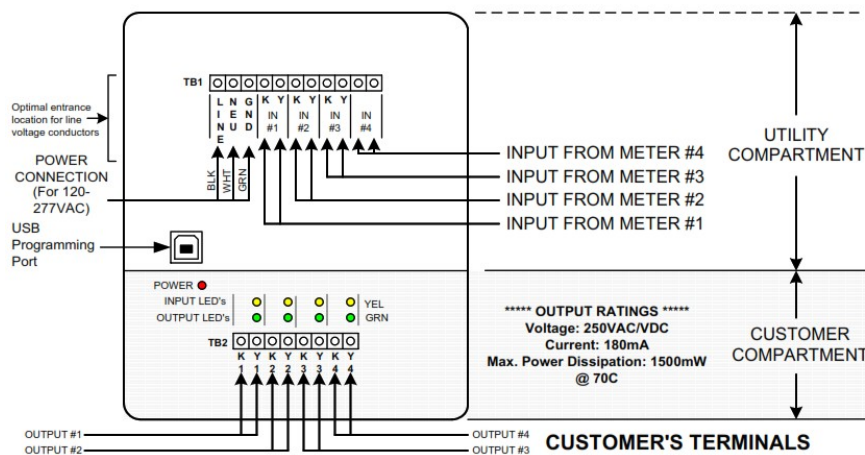 TB1
LINE NEU GND K Y K Y K Y
IN #1 IN #2 IN #3 IN #4
Optimal entrance
location for line
voltage conductors
POWER
CONNECTION
(For 120-
277VAC)
BLK WHT GRN
USB
Programming
Port
INPUT FROM METER #4
INPUT FROM METER #3
INPUT FROM METER #2
INPUT FROM METER #1
UTILITY
COMPARTMENT
POWER
INPUT LED's YEL
OUTPUT LED's GRN
TB2
K Y K Y K Y K Y
1 1 2 2 3 3 4 4
***** OUTPUT RATINGS *****
Voltage: 250VAC/VDC
Current: 180mA
Max. Power Dissipation: 1500mW
@ 70C
CUSTOMER
COMPARTMENT
OUTPUT #1
OUTPUT #2
OUTPUT #4
OUTPUT #3
CUSTOMER'S TERMINALS